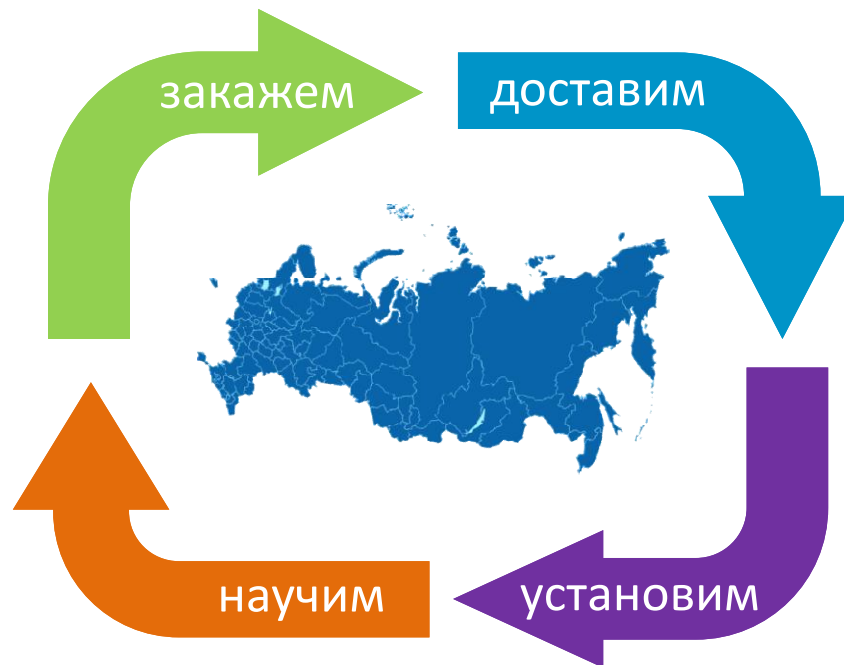 закажем
доставим
установим
научим